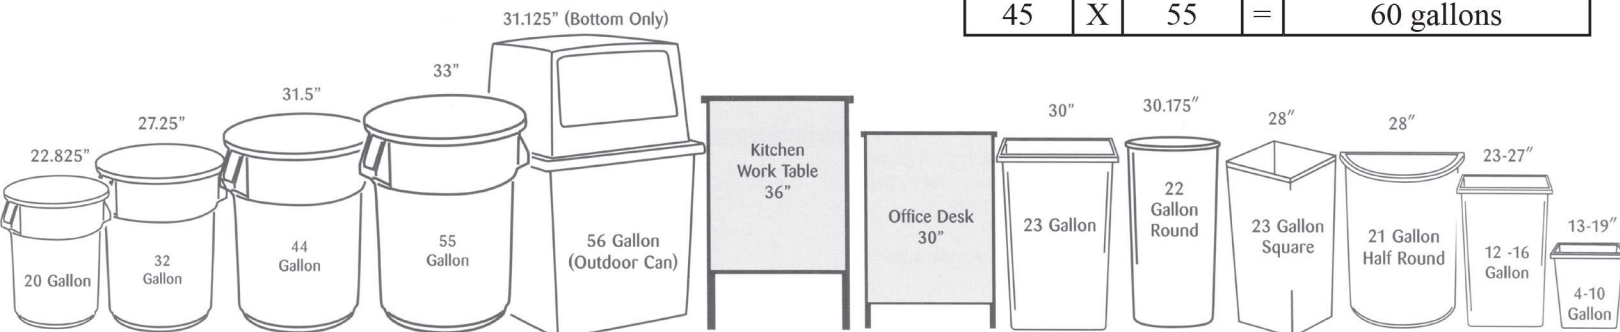 31.125” (Bottom Only)
45 X 55 = 60 gallons
33”
31.5”
27.25”
22.825”
30”
30.175”
28”
28”
23-27”
13-19”
Kitchen
Work Table
36”
Office Desk
30”
20 Gallon
32
Gallon
44
Gallon
55
Gallon
56 Gallon
(Outdoor Can)
23 Gallon
22
Gallon
Round
23 Gallon
Square
21 Gallon
Half Round
12 -16
Gallon
4-10
Gallon